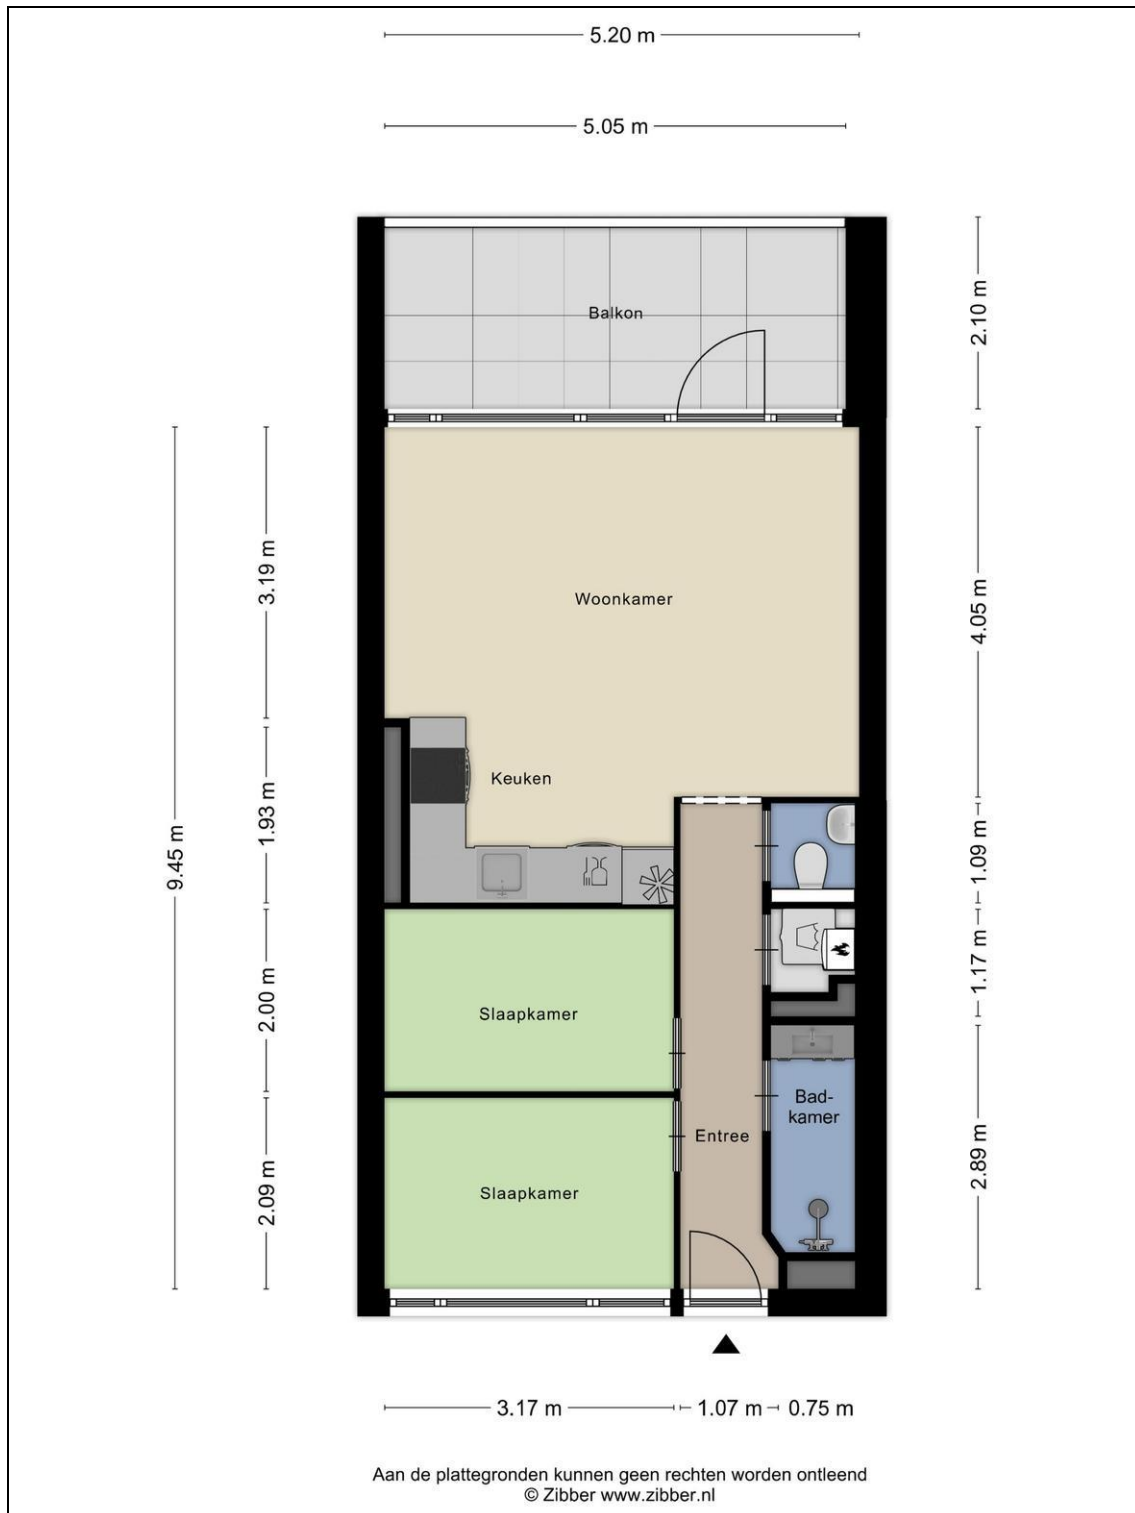 5.20 m
5.05 m
2.10 m
Balkon
3.19 m
4.05 m
Woonkamer
Keuken
1.93 m
9.45 m
1.09 m
1.17 m
2.00 m
Slaapkamer
Bad-
kamer
Entree
2.89 m
2.09 m
Slaapkamer
3.17 m 1.07 m 0.75 m
Aan de plattegronden kunnen geen rechten worden ontleend
© Zibber www.zibber.nl